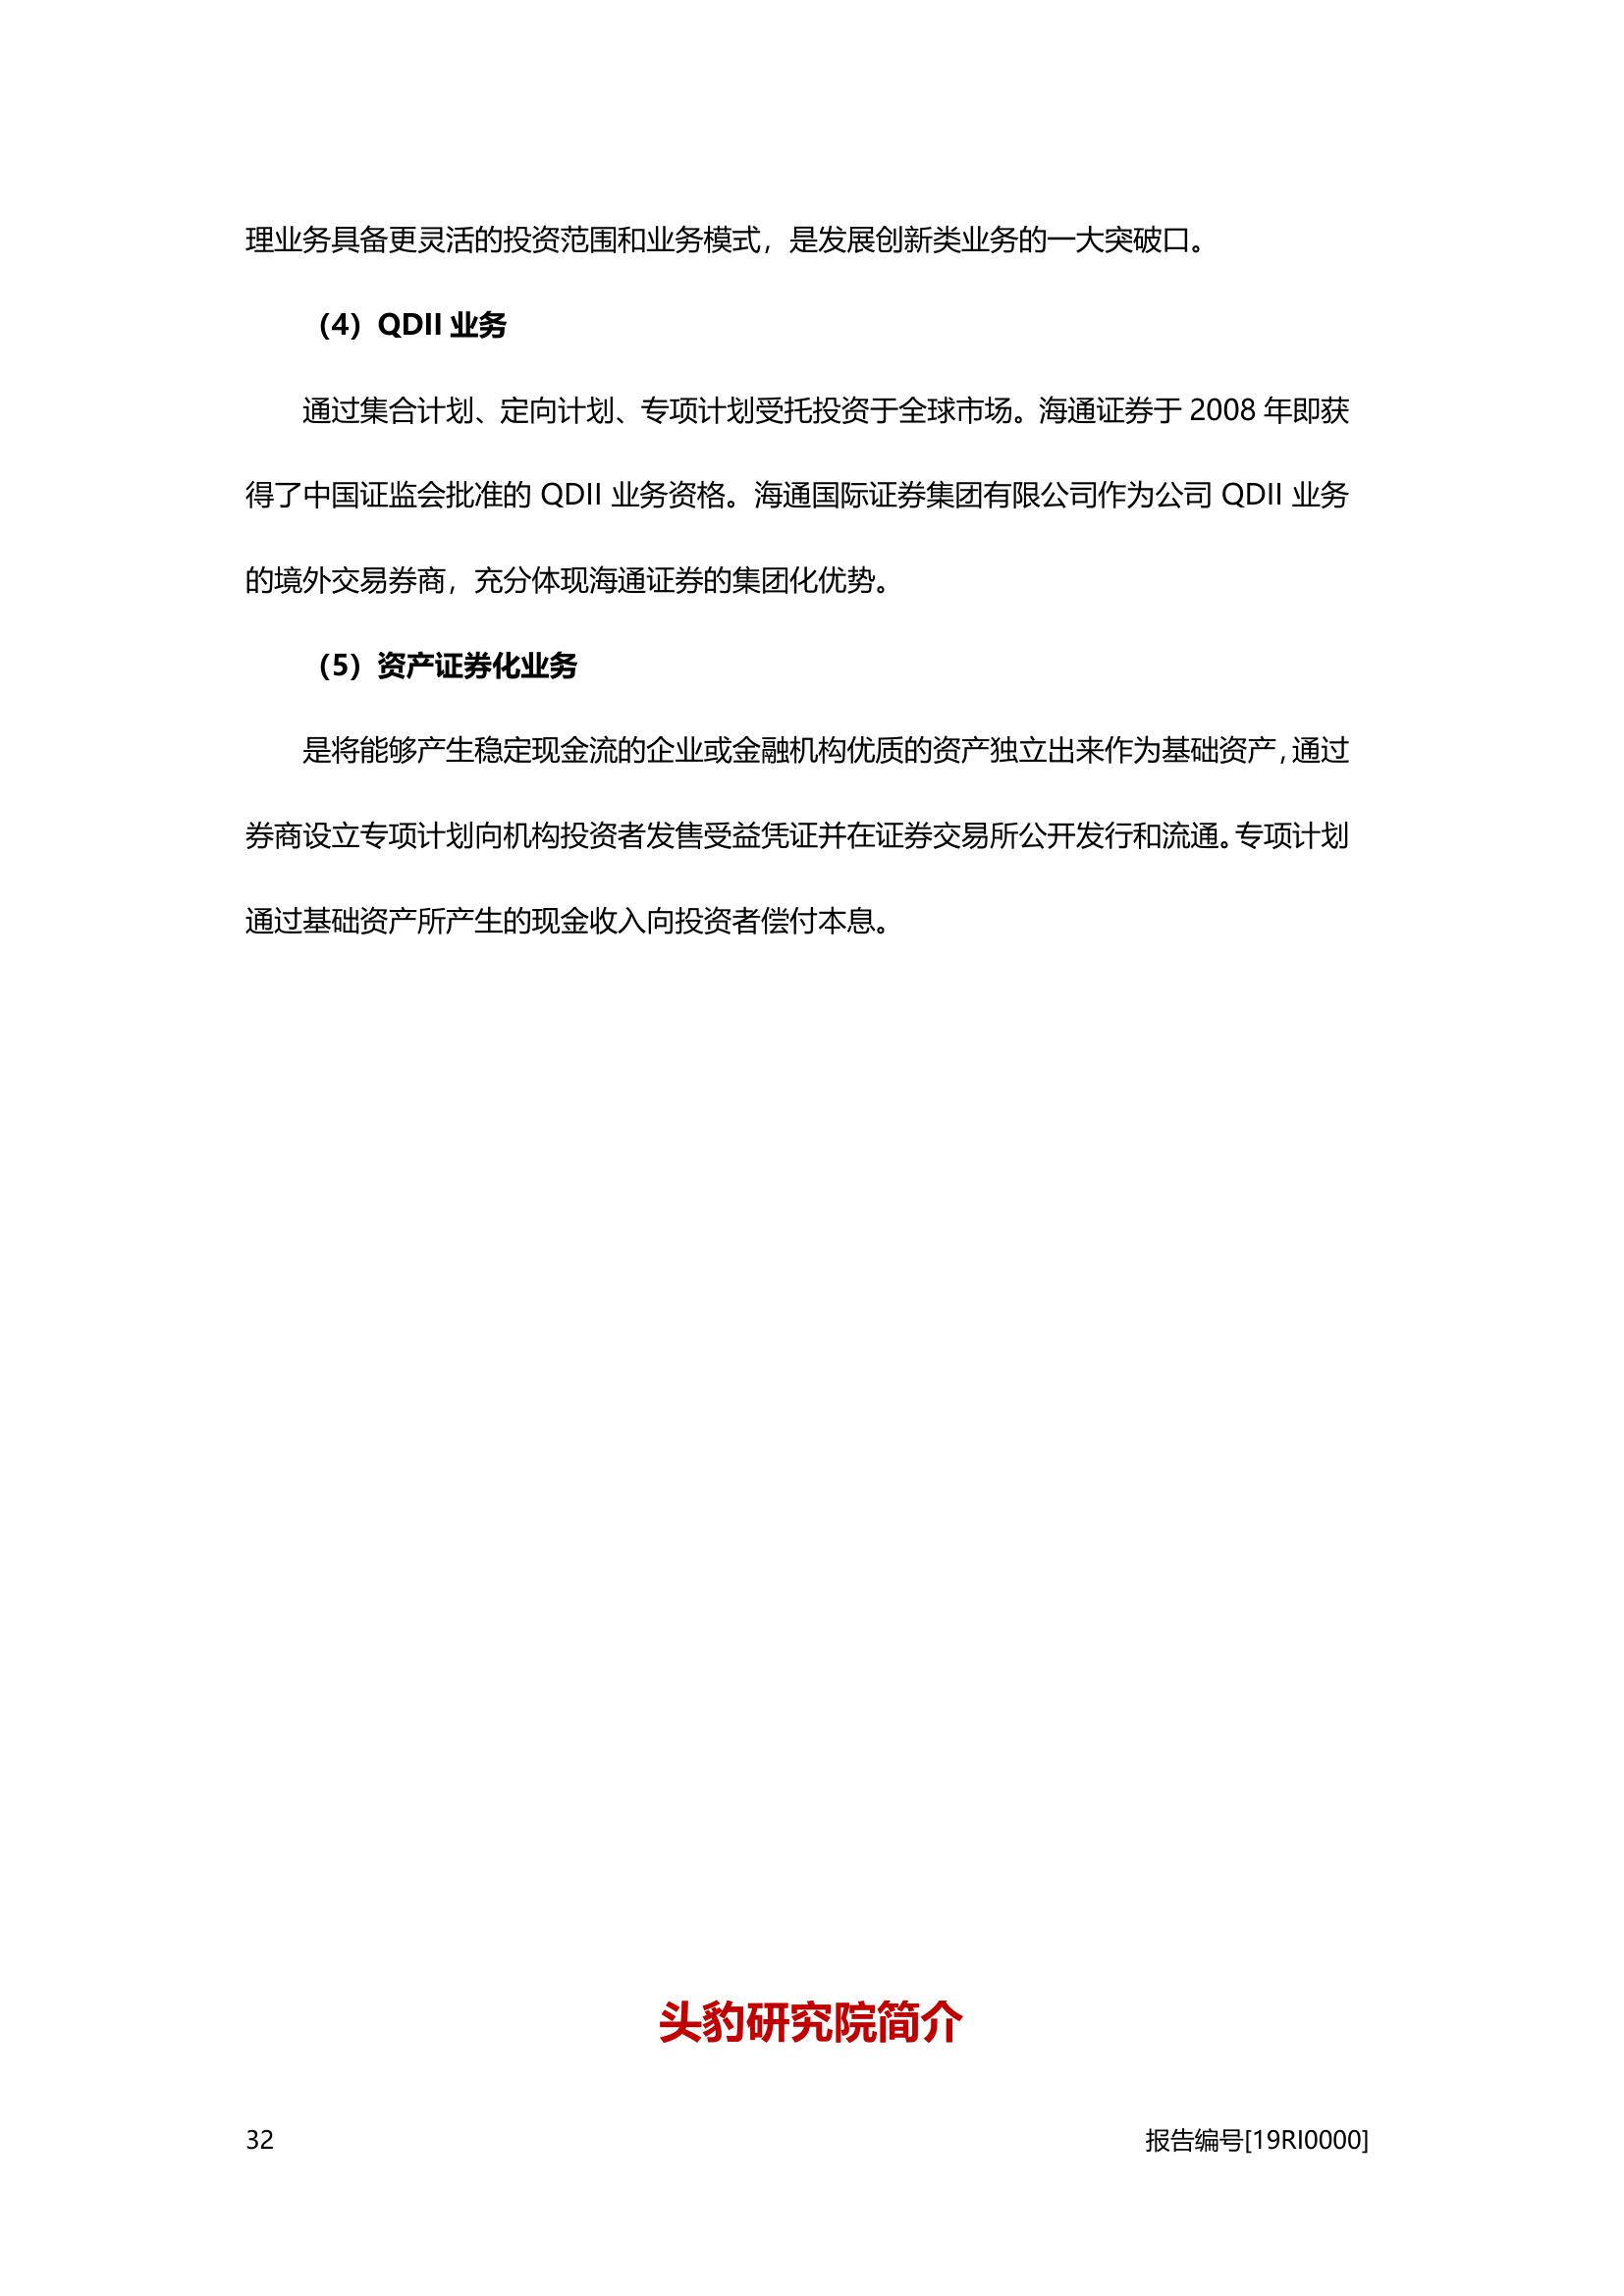 理业务具备更灵活的投资范围和业务模式，是发展创新类业务的一大突破口。
（4）QDII 业务
通过集合计划、定向计划、专项计划受托投资于全球市场。海通证券于 2008 年即获
得了中国证监会批准的 QDII 业务资格。海通国际证券集团有限公司作为公司 QDII 业务
的境外交易券商，充分体现海通证券的集团化优势。
（5）资产证券化业务
是将能够产生稳定现金流的企业或金融机构优质的资产独立出来作为基础资产，通过
券商设立专项计划向机构投资者发售受益凭证并在证券交易所公开发行和流通。专项计划
通过基础资产所产生的现金收入向投资者偿付本息。
头豹研究院简介
32 报告编号[19RI0000]